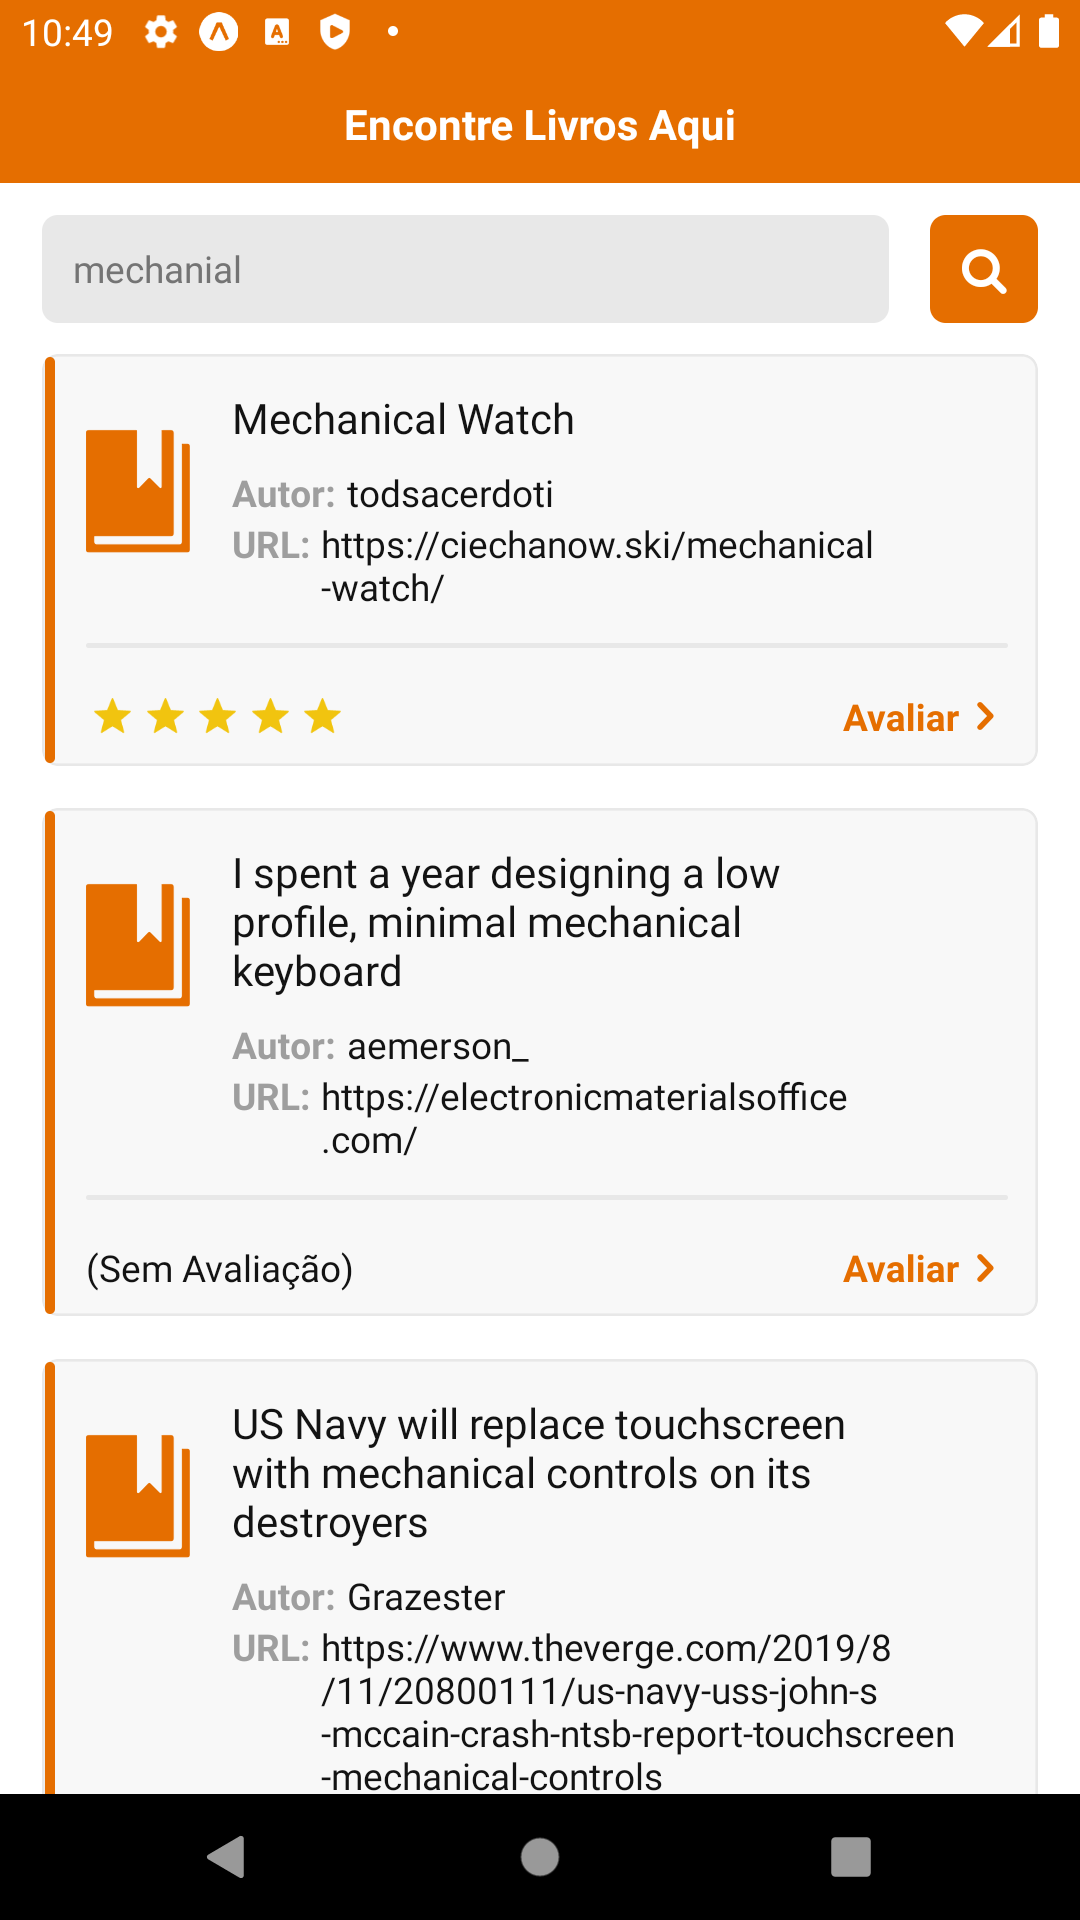 10:49
Encontre Livros Aqui
mechanial
Mechanical Watch
Autor: todsacerdoti
URL: https://ciechanow.ski/mechanical
-watch/
Avaliar
I spent a year designing a low
profile, minimal mechanical
keyboard
Autor: aemerson_
URL: https://electronicmaterialsoffice
.com/
(Sem Avaliação) Avaliar
US Navy will replace touchscreen
with mechanical controls on its
destroyers
Autor: Grazester
URL: https://www.theverge.com/2019/8
/11/20800111/us-navy-uss-john-s
-mccain-crash-ntsb-report-touchscreen
-mechanical-controls